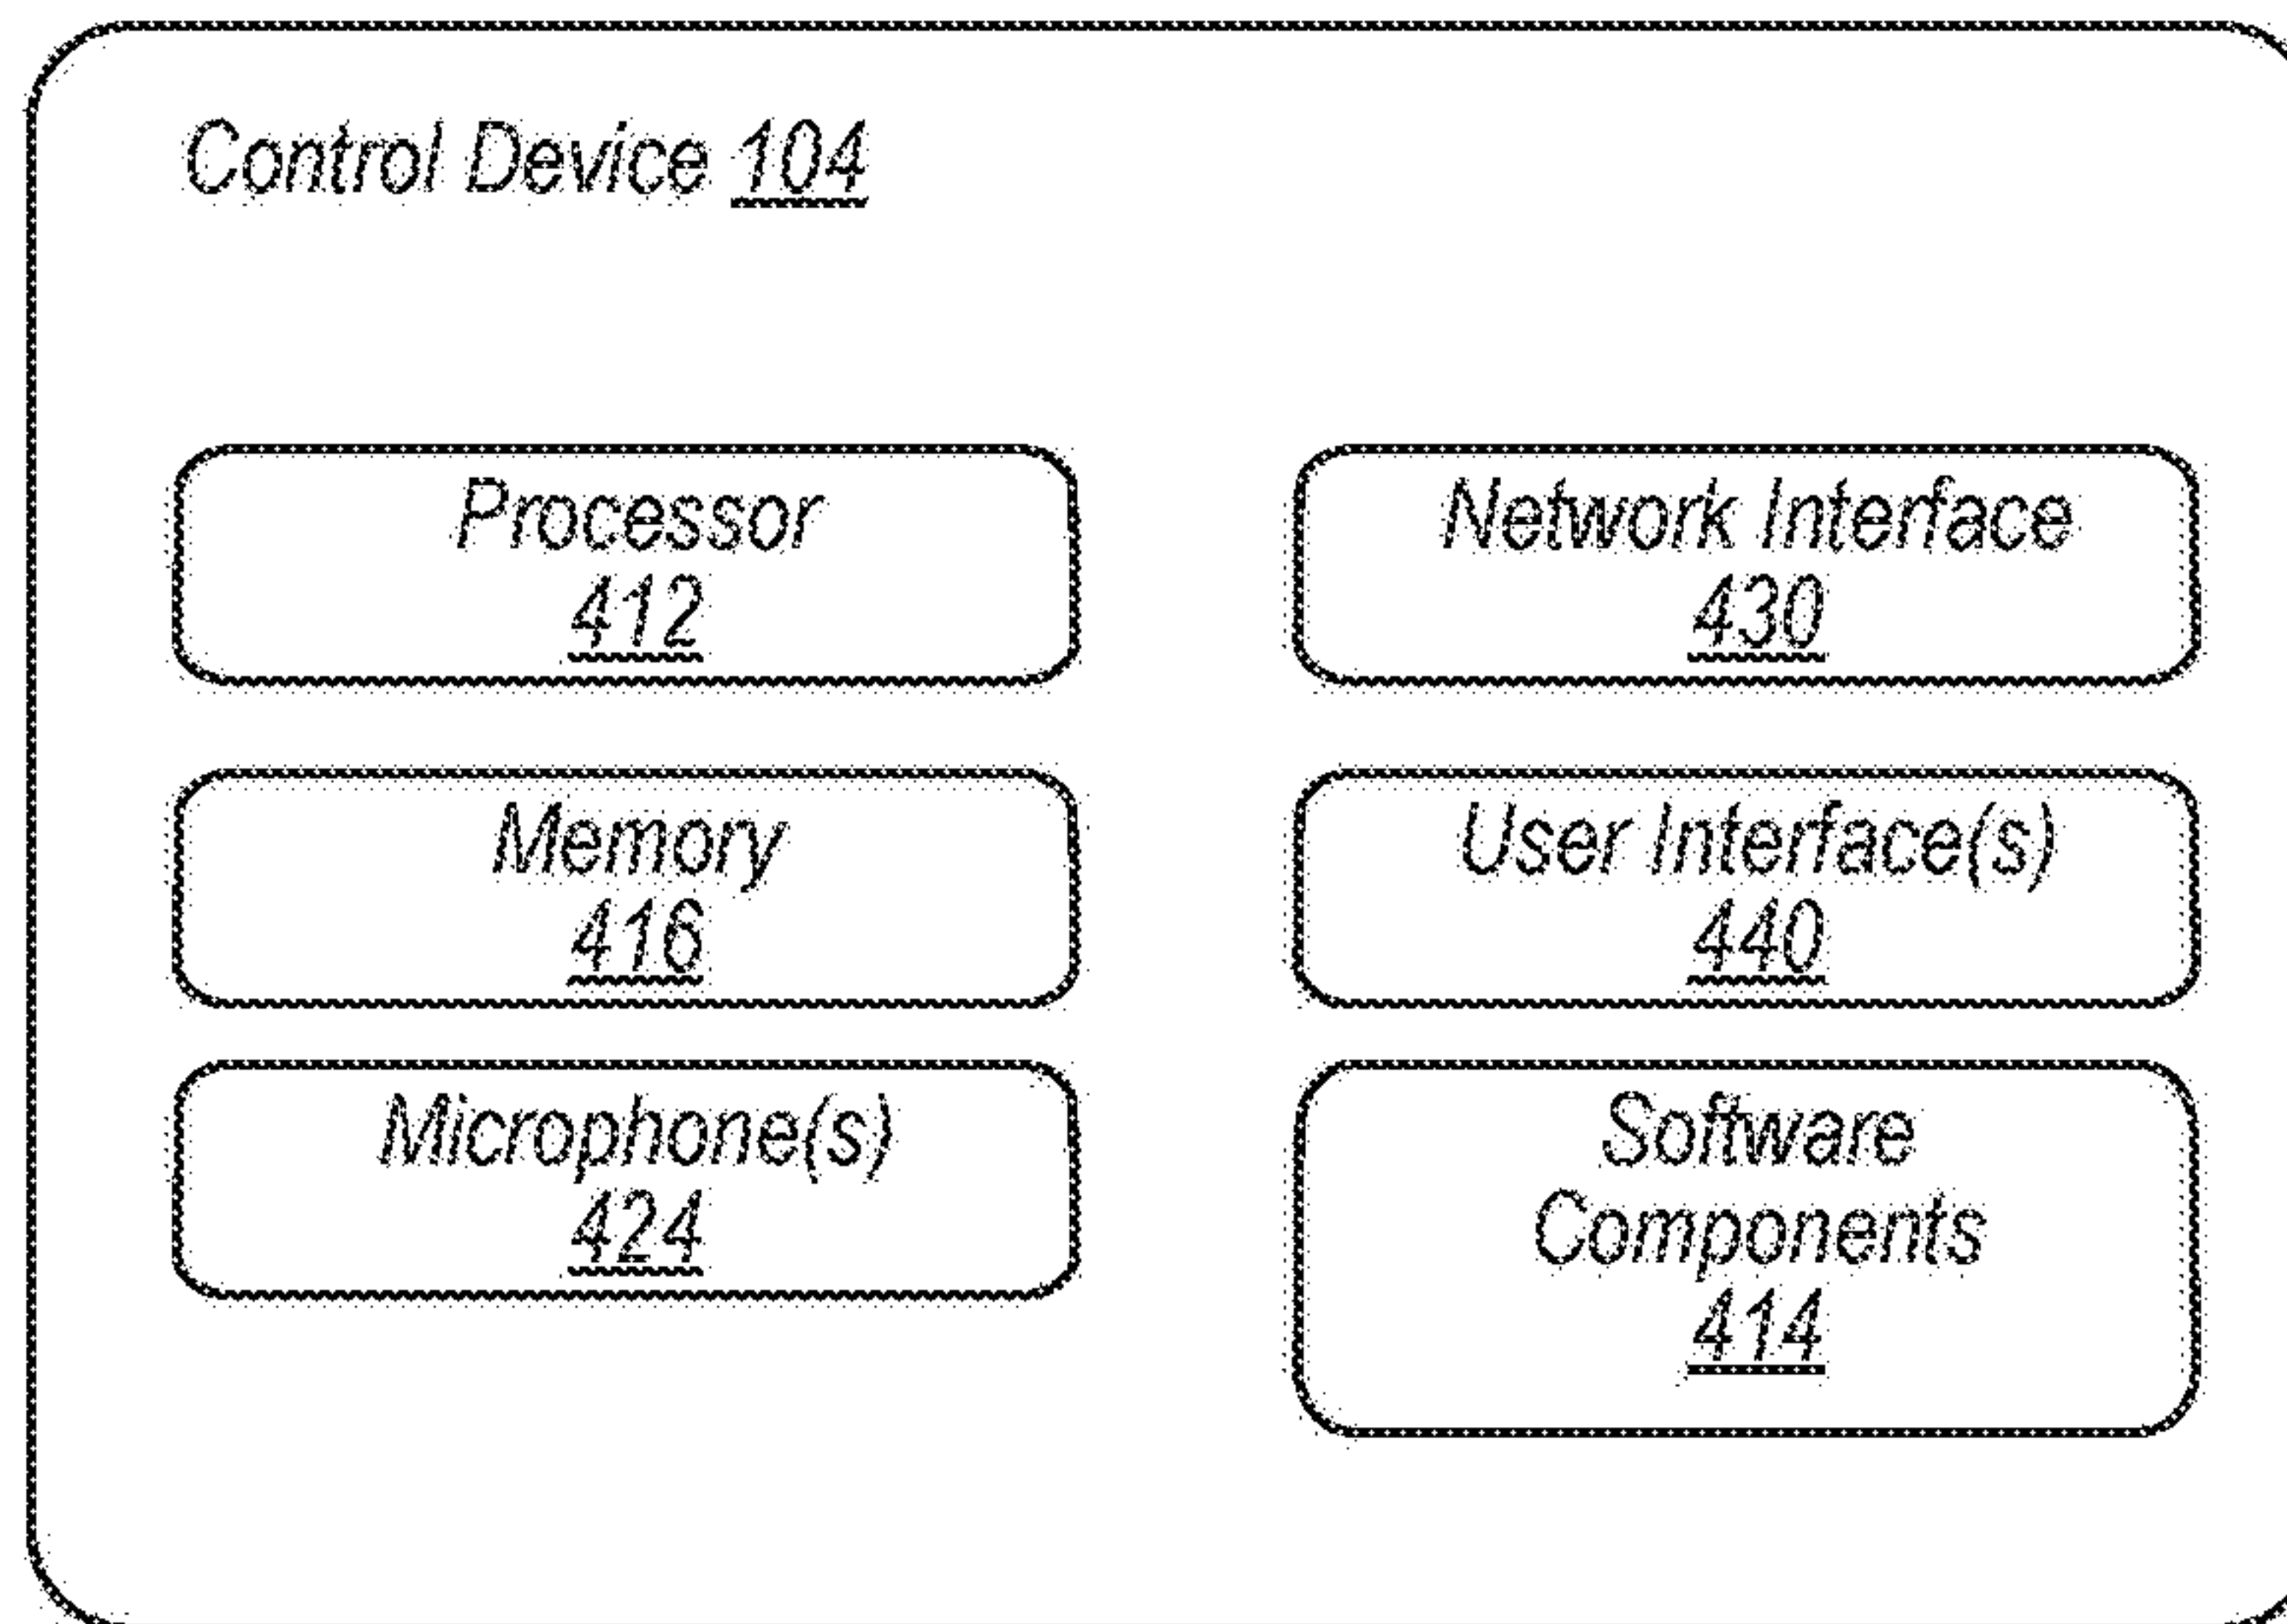 Control Device 104
Processor
412
Network Interface
430
Memory
416
User Interface(s)
440
Microphone(s)
424
Software
Components
414